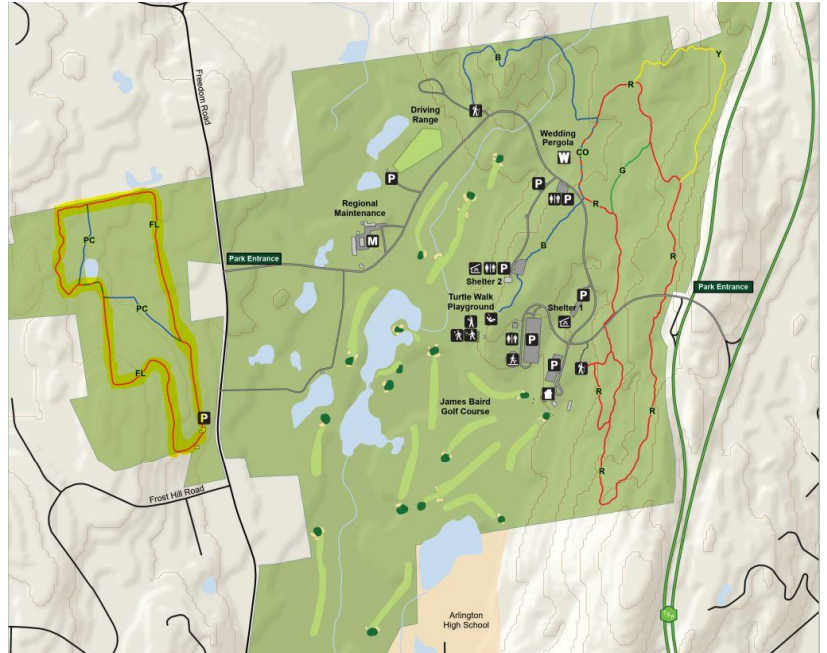 Y
B
R
Freedom Road
Driving
Range
Wedding
Pergola
W
CO
G
P
P
P
Regional
Maintenance
R
FL
M
PC
B
R
Park Entrance
P
Shelter 2
Park Entrance
Turtle Walk
Playground
P
Shelter 1
PC
P
P
FL
R
James Baird
Golf Course
R
P
R
Frost Hill Road
Arlington
High School